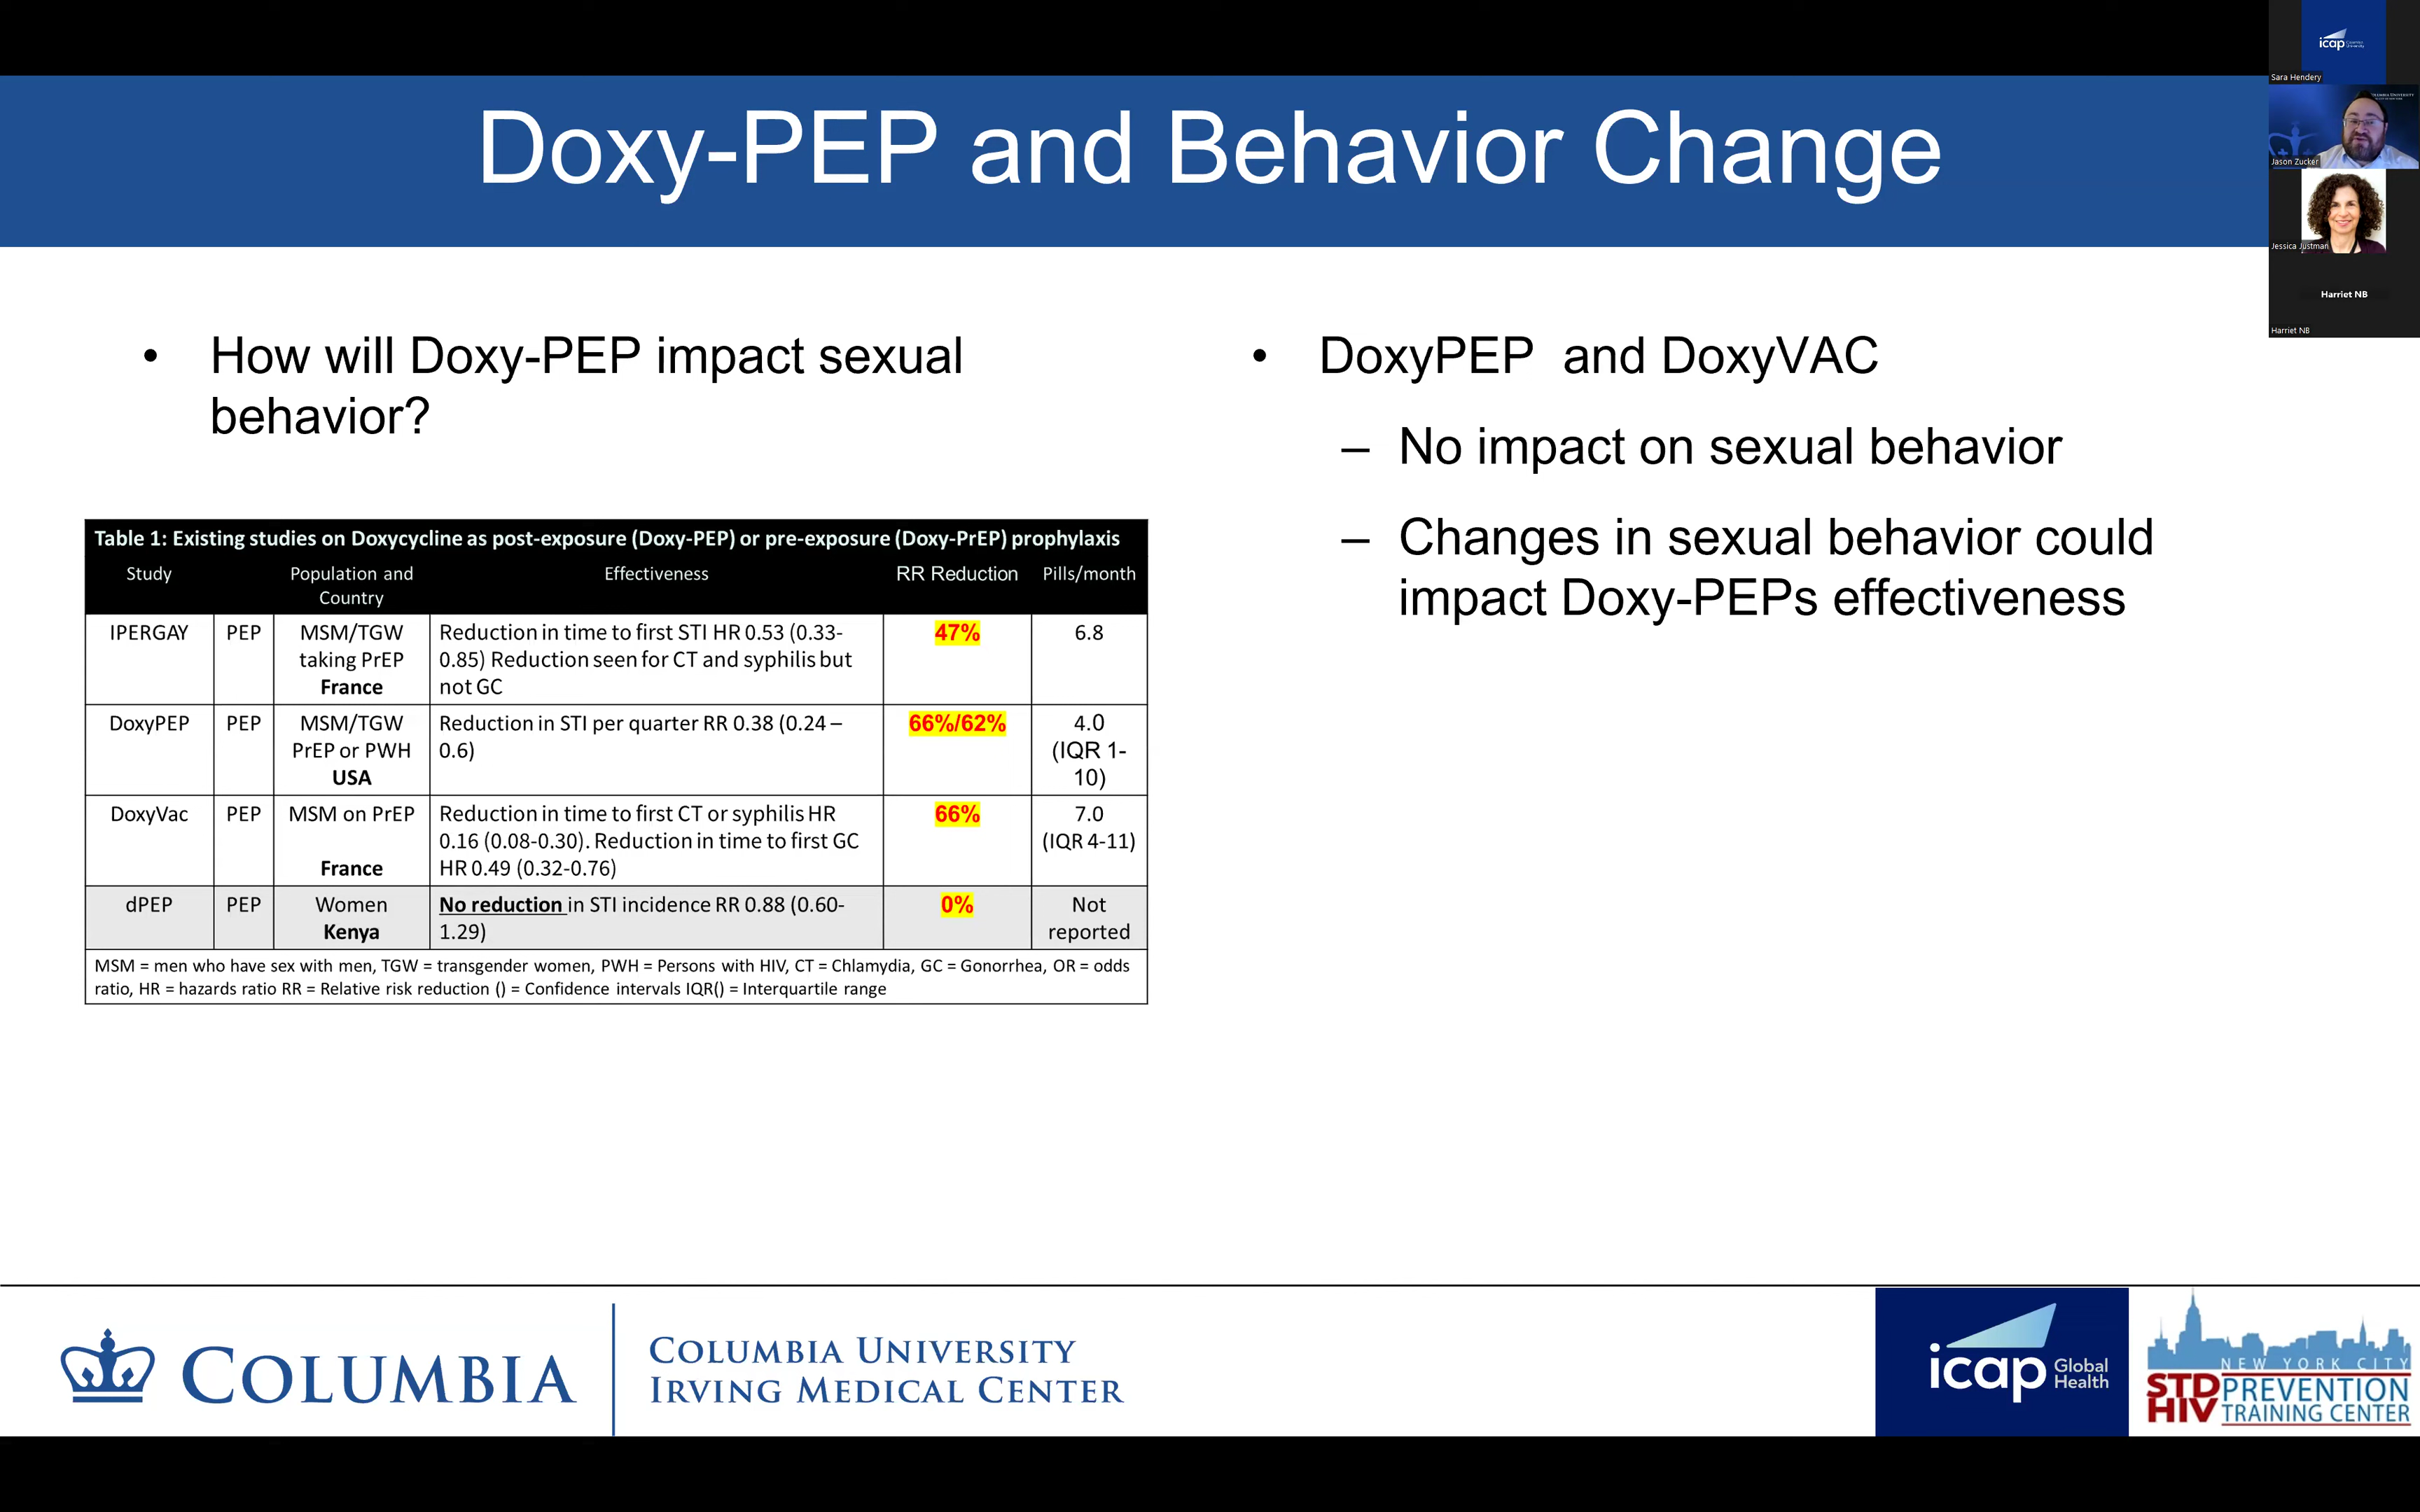 Doxy-PEP and Behavior Change
• How will Doxy-PEP impact sexual
behavior?
Table 1: Existing studies on Doxycycline as post-exposure (Doxy-PEP) or pre-exposure (Doxy-PrEP) prophylaxis
Study Population and Country Effectiveness RR Reduction Pills/month
IPERGAY PEP MSM/TGW
taking PrEP
France
Reduction in time to first STI HR 0.53 (0.33-
0.85) Reduction seen for CT and syphilis but
not GC
47% 6.8
DoxyPEP PEP MSM/TGW
PrEP or PWH
USA
Reduction in STI per quarter RR 0.38 (0.24 –
0.6)
66%/62% 4.0
(IQR 1-
10)
DoxyVac PEP MSM on PrEP
France
Reduction in time to first CT or syphilis HR
0.16 (0.08-0.30). Reduction in time to first GC
HR 0.49 (0.32-0.76)
66% 7.0
(IQR 4-11)
dPEP PEP Women
Kenya
No reduction in STI incidence RR 0.88 (0.60-
1.29)
0% Not
reported
MSM = men who have sex with men, TGW = transgender women, PWH = Persons with HIV, CT = Chlamydia, GC = Gonorrhea, OR = odds
ratio, HR = hazards ratio RR = Relative risk reduction () = Confidence intervals IQR() = Interquartile range
• DoxyPEP and DoxyVAC
– No impact on sexual behavior
– Changes in sexual behavior could
impact Doxy-PEPs effectiveness
icap
Sara Hendery
Jason Zucker
Jessica Justman
Harriet NB
Harriet NB
COLUMBIA
COLUMBIA UNIVERSITY
IRVING MEDICAL CENTER
icap Global
Health
NEW YORK CITY
STD PREVENTION
HIV TRAINING CENTER